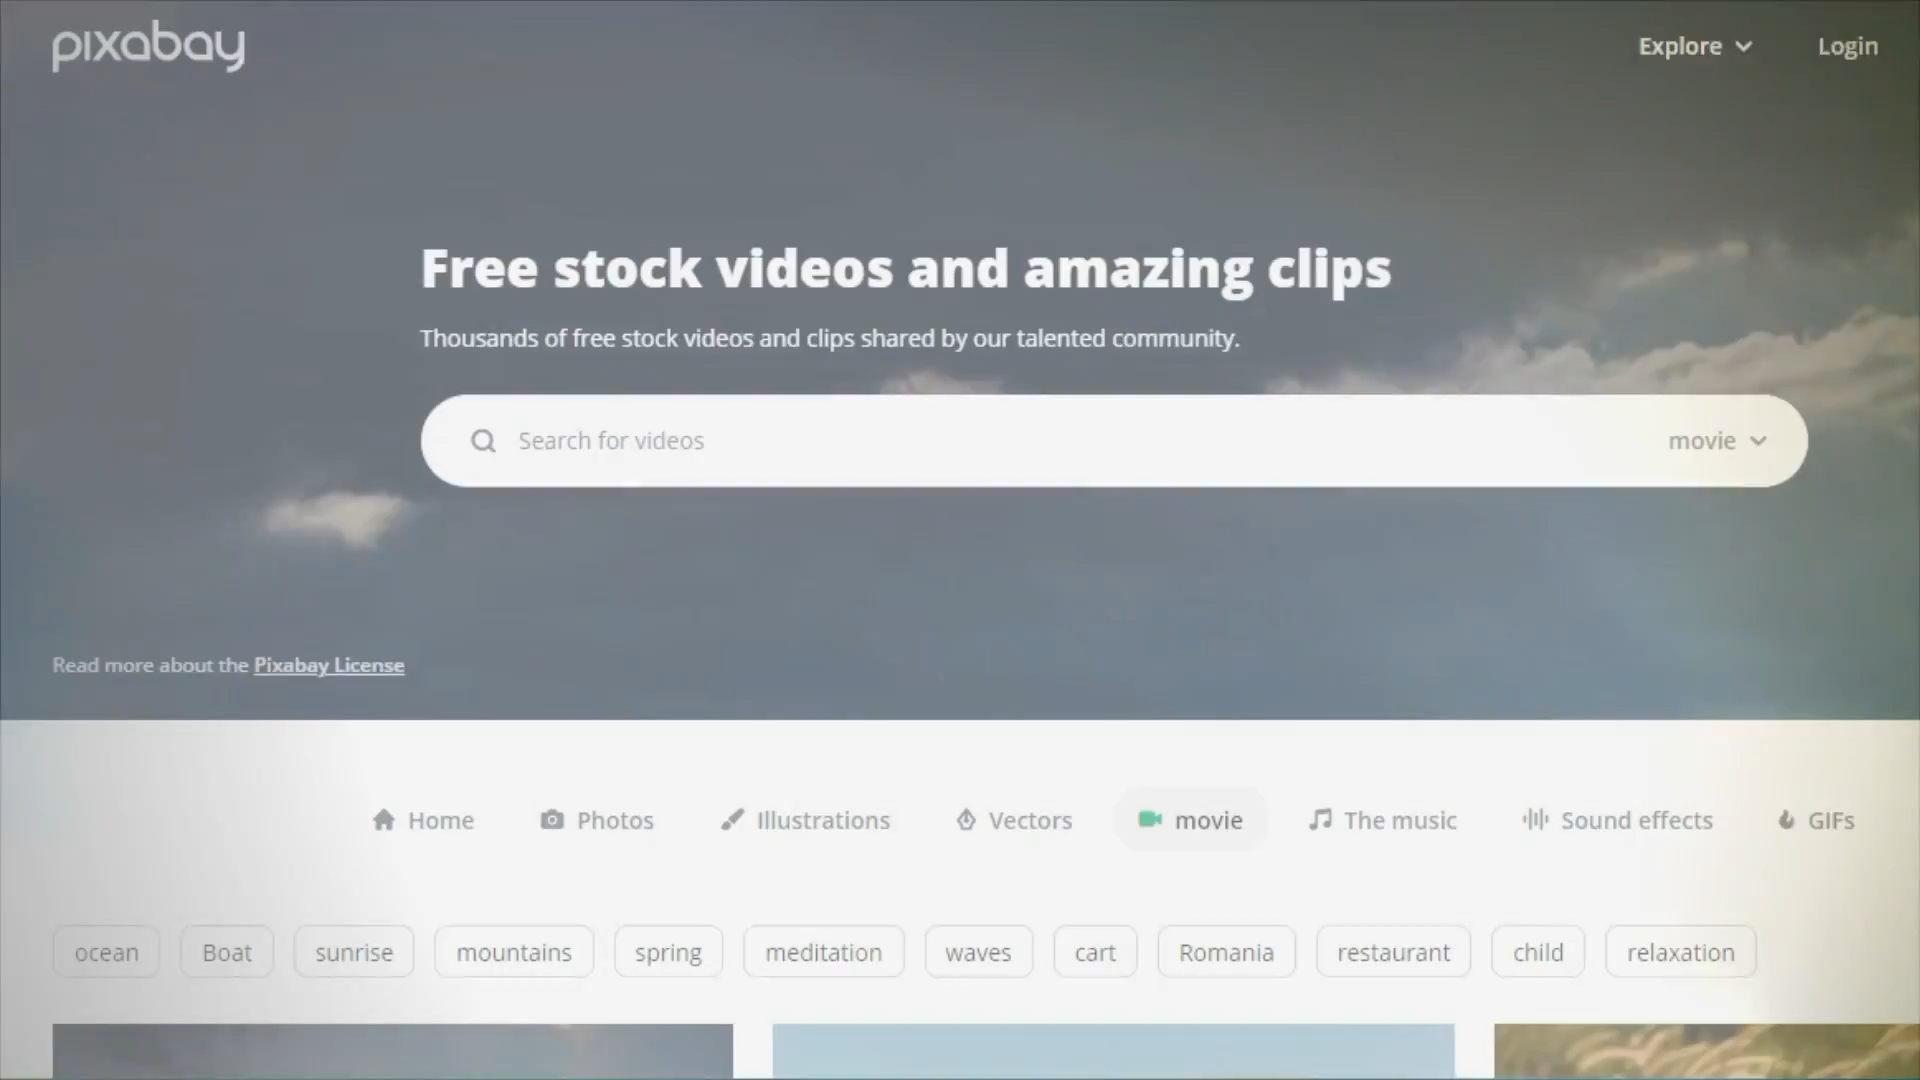 pixabay
Explore
Login
Free stock videos and amazing clips
Thousands of free stock videos and clips shared by our talented community.
Search for videos
movie
Read more about the Pixabay License
Home
Photos
Illustrations
Vectors
movie
The music
Sound effects
GIFs
ocean
Boat
sunrise
mountains
spring
meditation
waves
cart
Romania
restaurant
child
relaxation